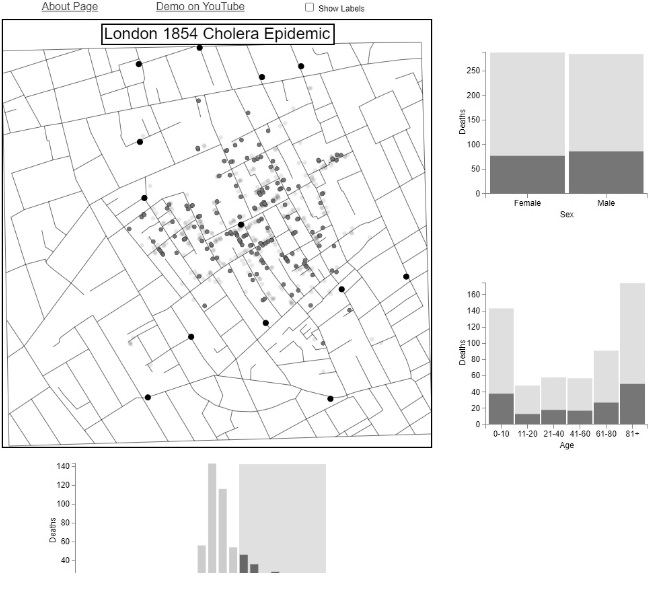 About Page
Demo on YouTube
Show Labels
London 1854 Cholera Epidemic
250
200
150
100
50
0
Deaths
Female
Male
Sex
160
140
120
100
80
60
40
20
0
Deaths
0-10
11-20
21-40
41-60
61-80
81+
Age
140
120
100
80
60
40
Deaths